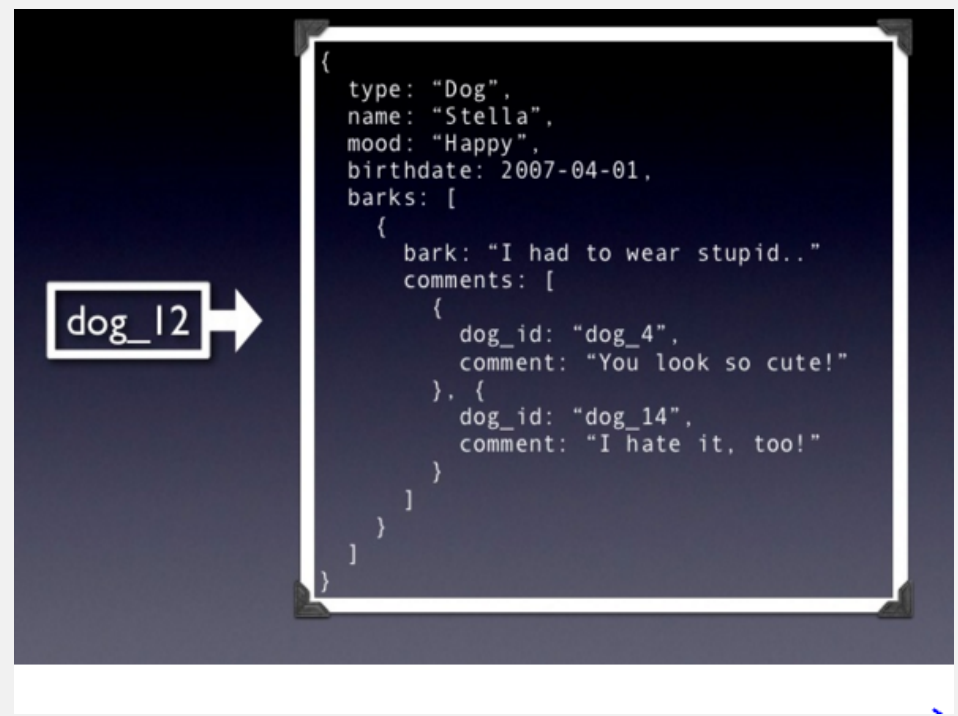 {
type: “Dog”,
name: “Stella”,
mood: “Happy”,
birthdate: 2007-04-01,
barks: [
{
bark: “I had to wear stupid..”
comments: [
{
dog_id: “dog_4”,
comment: “You look so cute!”
}, {
dog_id: “dog_14”,
comment: “I hate it, too!”
}
]
}
]
}
dog_12